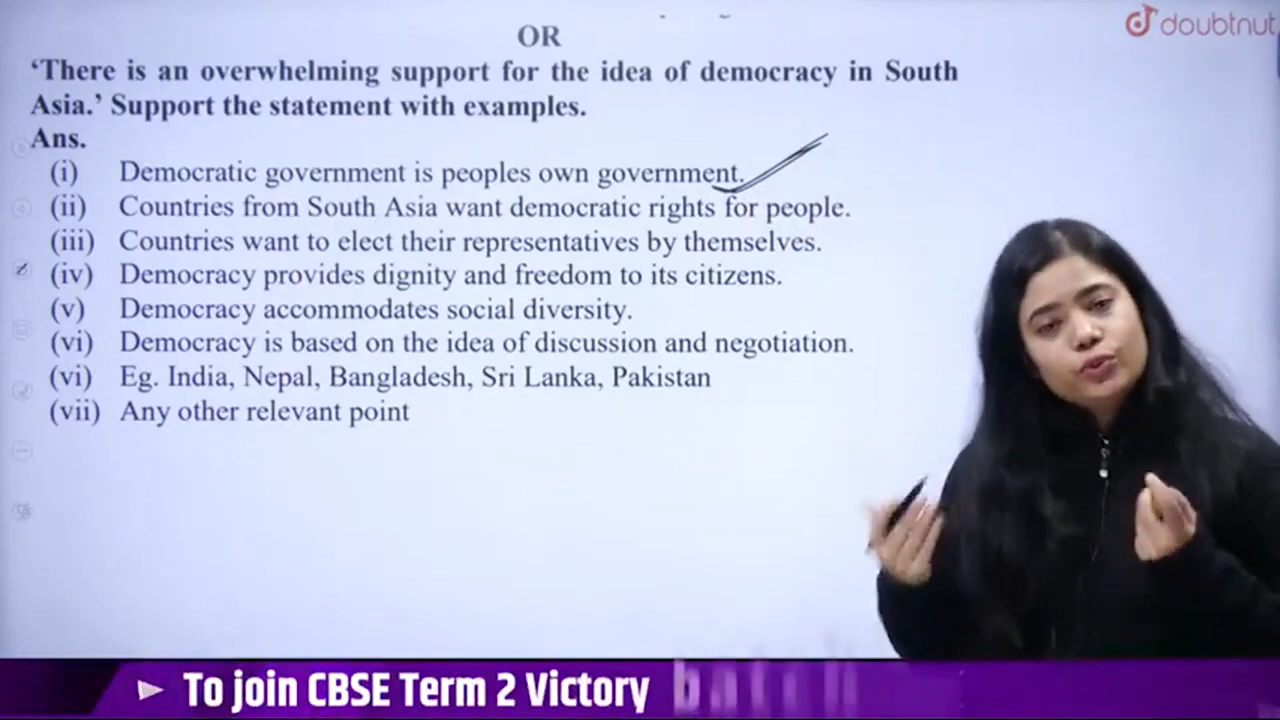 doubtnut
OR
‘There is an overwhelming support for the idea of democracy in South
Asia.’ Support the statement with examples.
Ans.
(i) Democratic government is peoples own government.
(ii) Countries from South Asia want democratic rights for people.
(iii) Countries want to elect their representatives by themselves.
(iv) Democracy provides dignity and freedom to its citizens.
(v) Democracy accommodates social diversity.
(vi) Democracy is based on the idea of discussion and negotiation.
(vi) Eg. India, Nepal, Bangladesh, Sri Lanka, Pakistan
(vii) Any other relevant point
To join CBSE Term 2 Victory